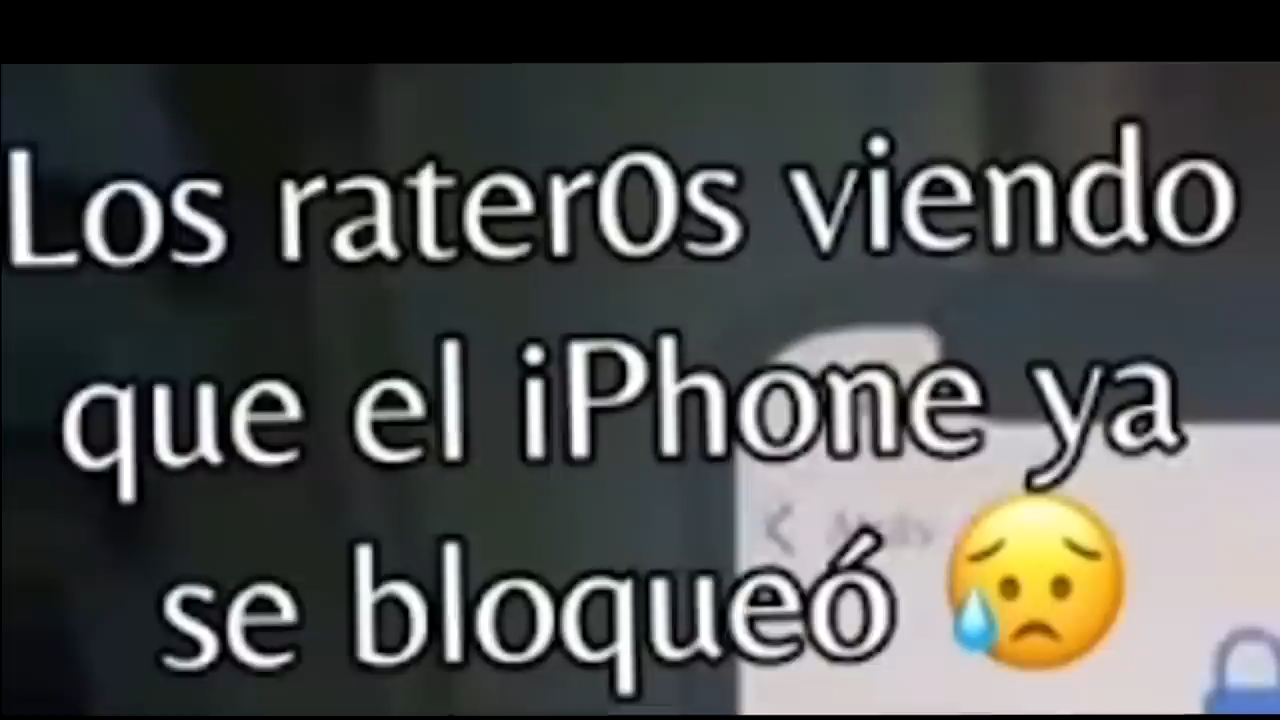 Los rater0s viendo
que el iPhone ya
se bloqueó 😥